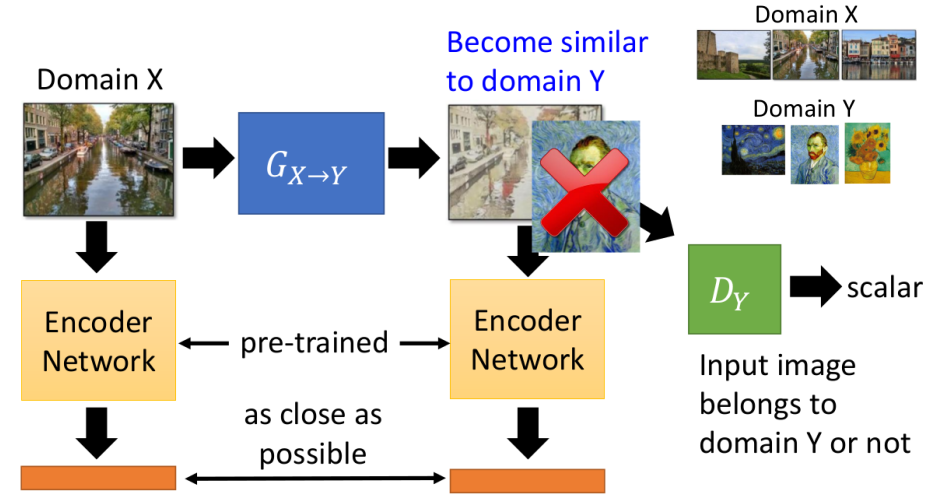 Domain X
Become similar
to domain Y
Domain X
Domain Y
G_{X→Y}
D_Y
scalar
Encoder
Network
pre-trained
Encoder
Network
Input image
belongs to
domain Y or not
as close as
possible